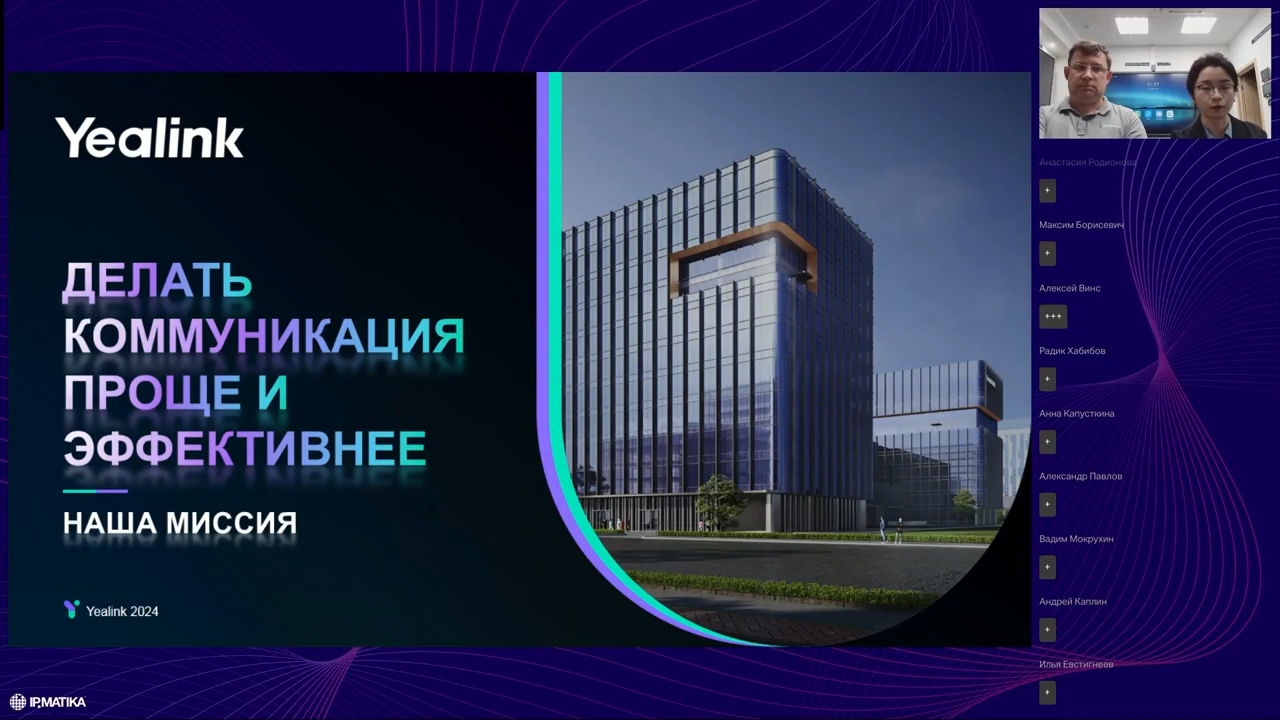 Yealink
ДЕЛАТЬ
КОММУНИКАЦИЯ
ПРОЩЕ И
ЭФФЕКТИВНЕЕ
НАША МИССИЯ
Yealink 2024
IPMATIKA
Анастасия Родионова
+
Максим Борисевич
+
Алексей Винс
+++
Радик Хабибов
+
Анна Капусткина
+
Александр Павлов
+
Вадим Мокрухин
+
Андрей Каплин
+
Илья Евстигнеев
+